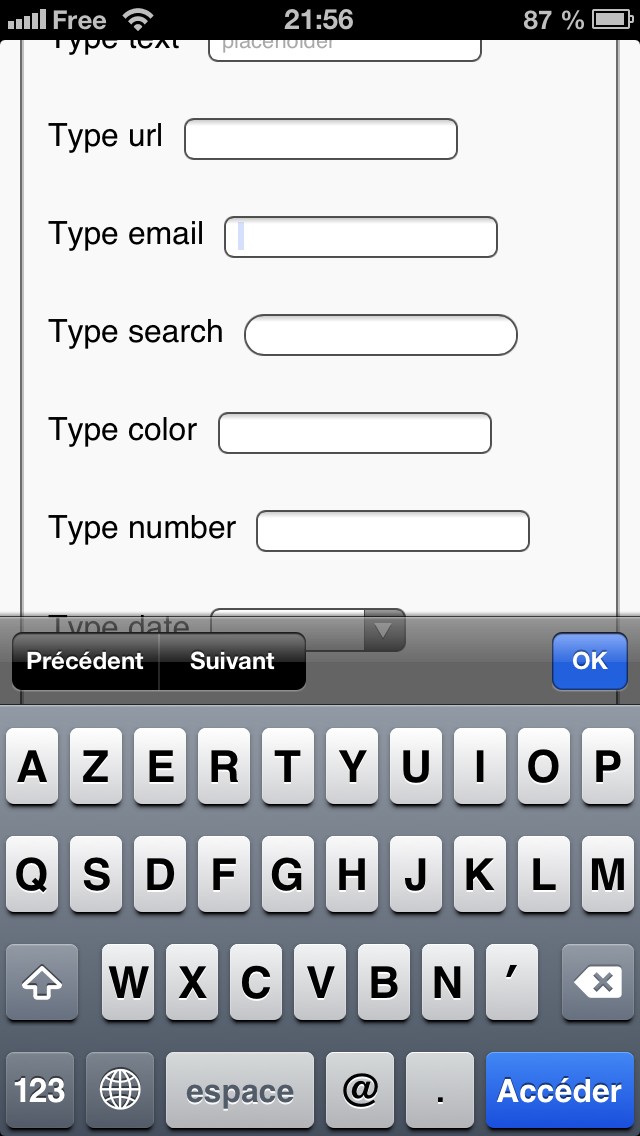 Free 21:56 87 %
Type text placeholder
Type url
Type email
Type search
Type color
Type number
Type date
Précédent Suivant OK
A Z E R T Y U I O P
Q S D F G H J K L M
W X C V B N ′
123 espace @ . Accéder